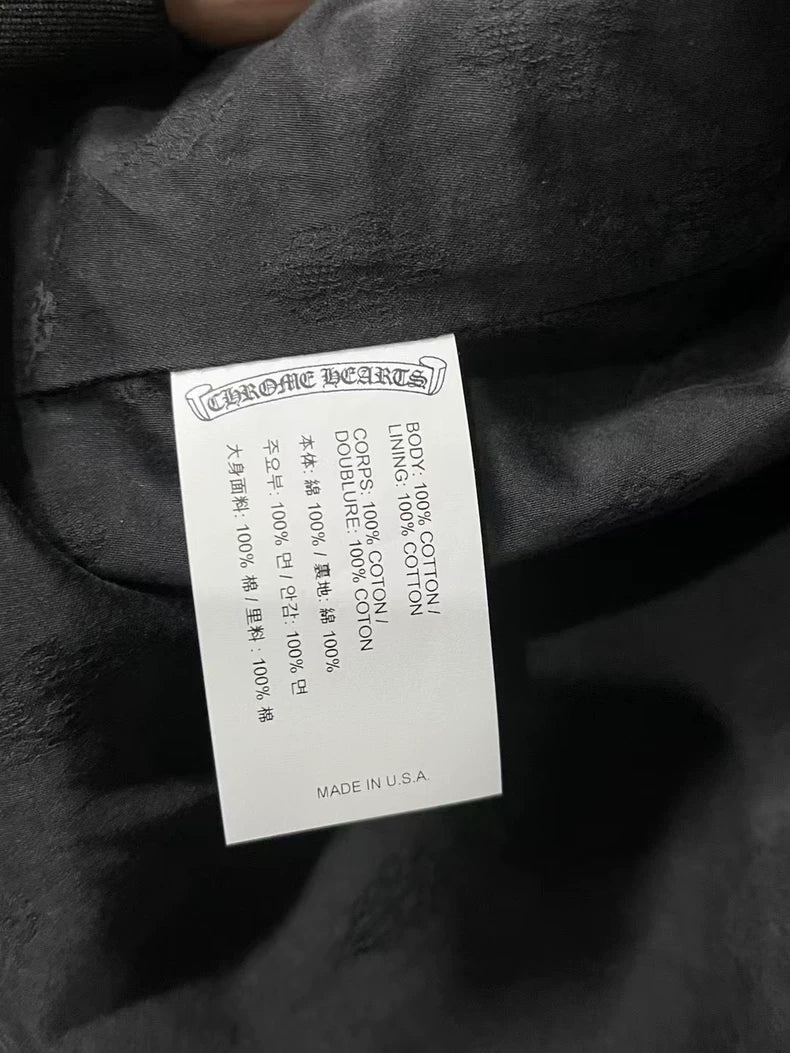 CHROME HEARTS
BODY: 100% COTTON /
LINING: 100% COTTON
CORPS: 100% COTON /
DOUBLURE: 100% COTON
本体: 綿 100% / 裏地: 綿 100%
주요부: 100% 면 / 안감: 100% 면
大身面料: 100% 棉 / 里料: 100% 棉
MADE IN U.S.A.